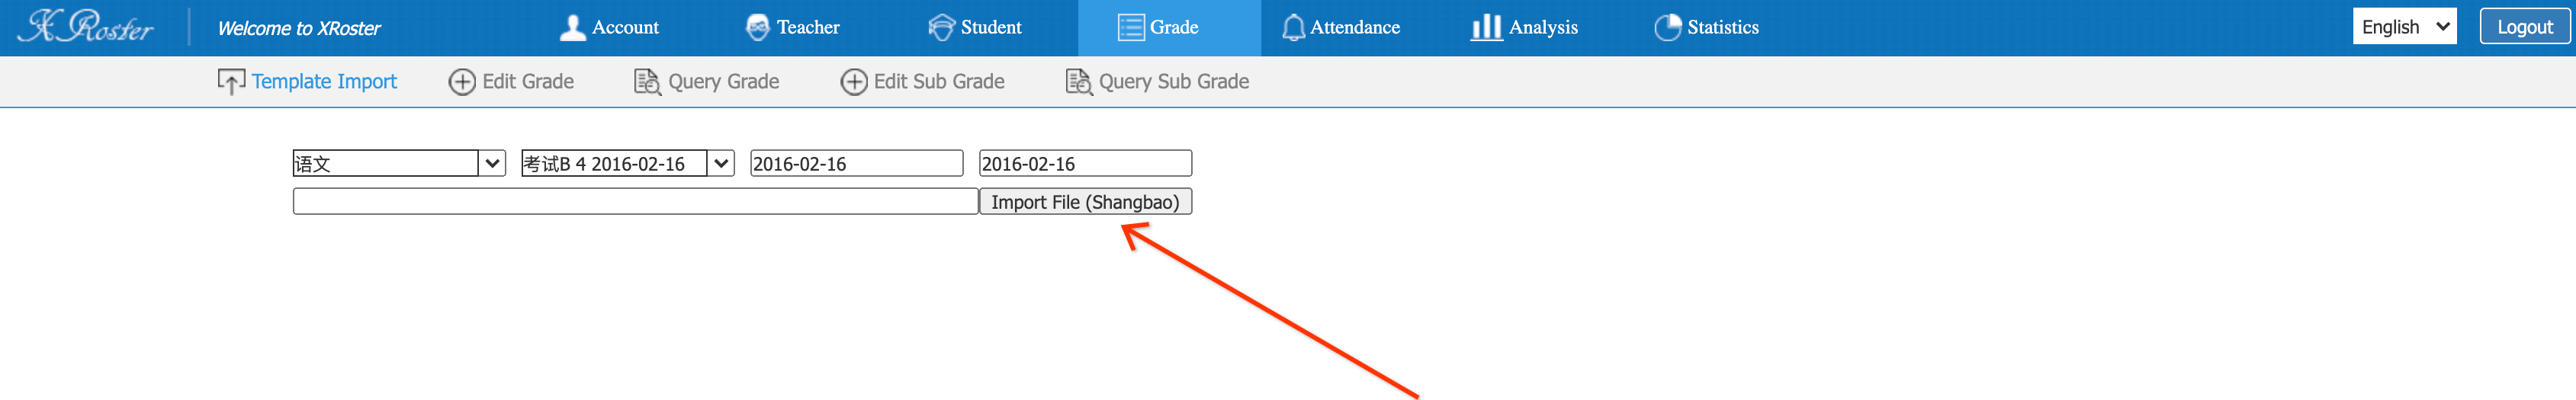 XRoster Welcome to XRoster Account Teacher Student Grade Attendance Analysis Statistics English Logout
Template Import Edit Grade Query Grade Edit Sub Grade Query Sub Grade
语文 考试B 4 2016-02-16 2016-02-16 2016-02-16
Import File (Shangbao)